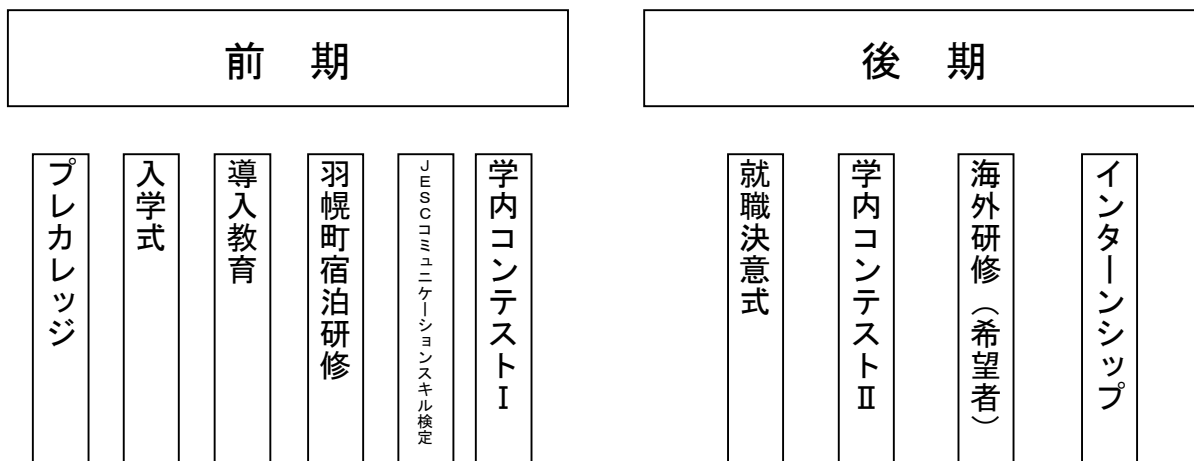 前　期
後　期
プレカレッジ
入学式
導入教育
羽幌町宿泊研修
JESCコミュニケーションスキル検定
学内コンテストⅠ
就職決意式
学内コンテストⅡ
海外研修（希望者）
インターンシップ